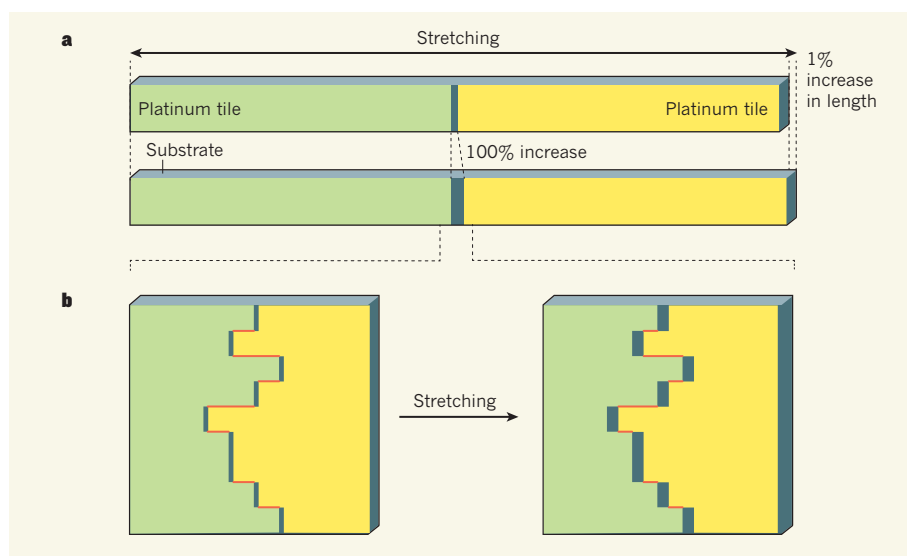 a
Stretching
1%
increase
in length
Platinum tile
Platinum tile
Substrate
100% increase
b
Stretching